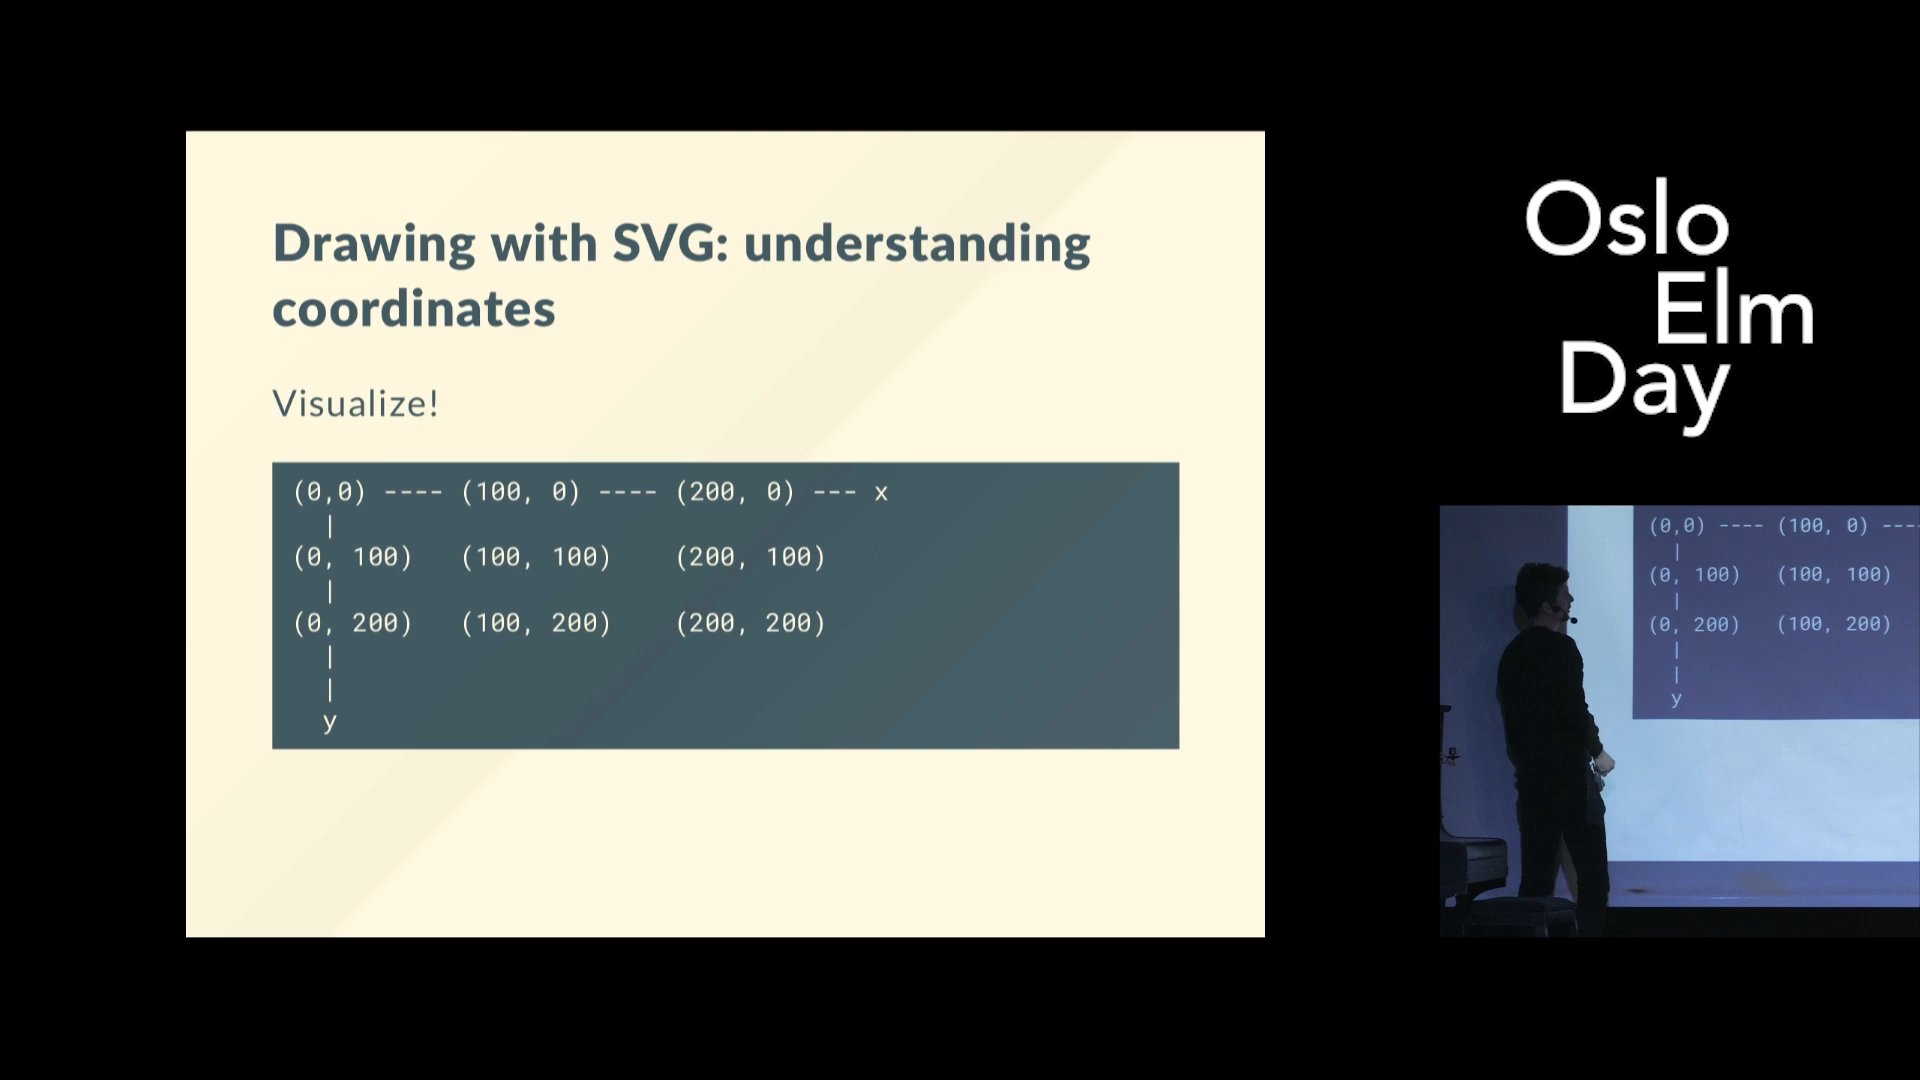 Drawing with SVG: understanding
coordinates
Visualize!
(0,0) ---- (100, 0) ---- (200, 0) --- x
|
(0, 100) (100, 100) (200, 100)
|
(0, 200) (100, 200) (200, 200)
|
|
y
Oslo
Elm
Day
(0,0) ---- (100, 0) ----
|
(0, 100) (100, 100)
|
(0, 200) (100, 200)
|
|
y